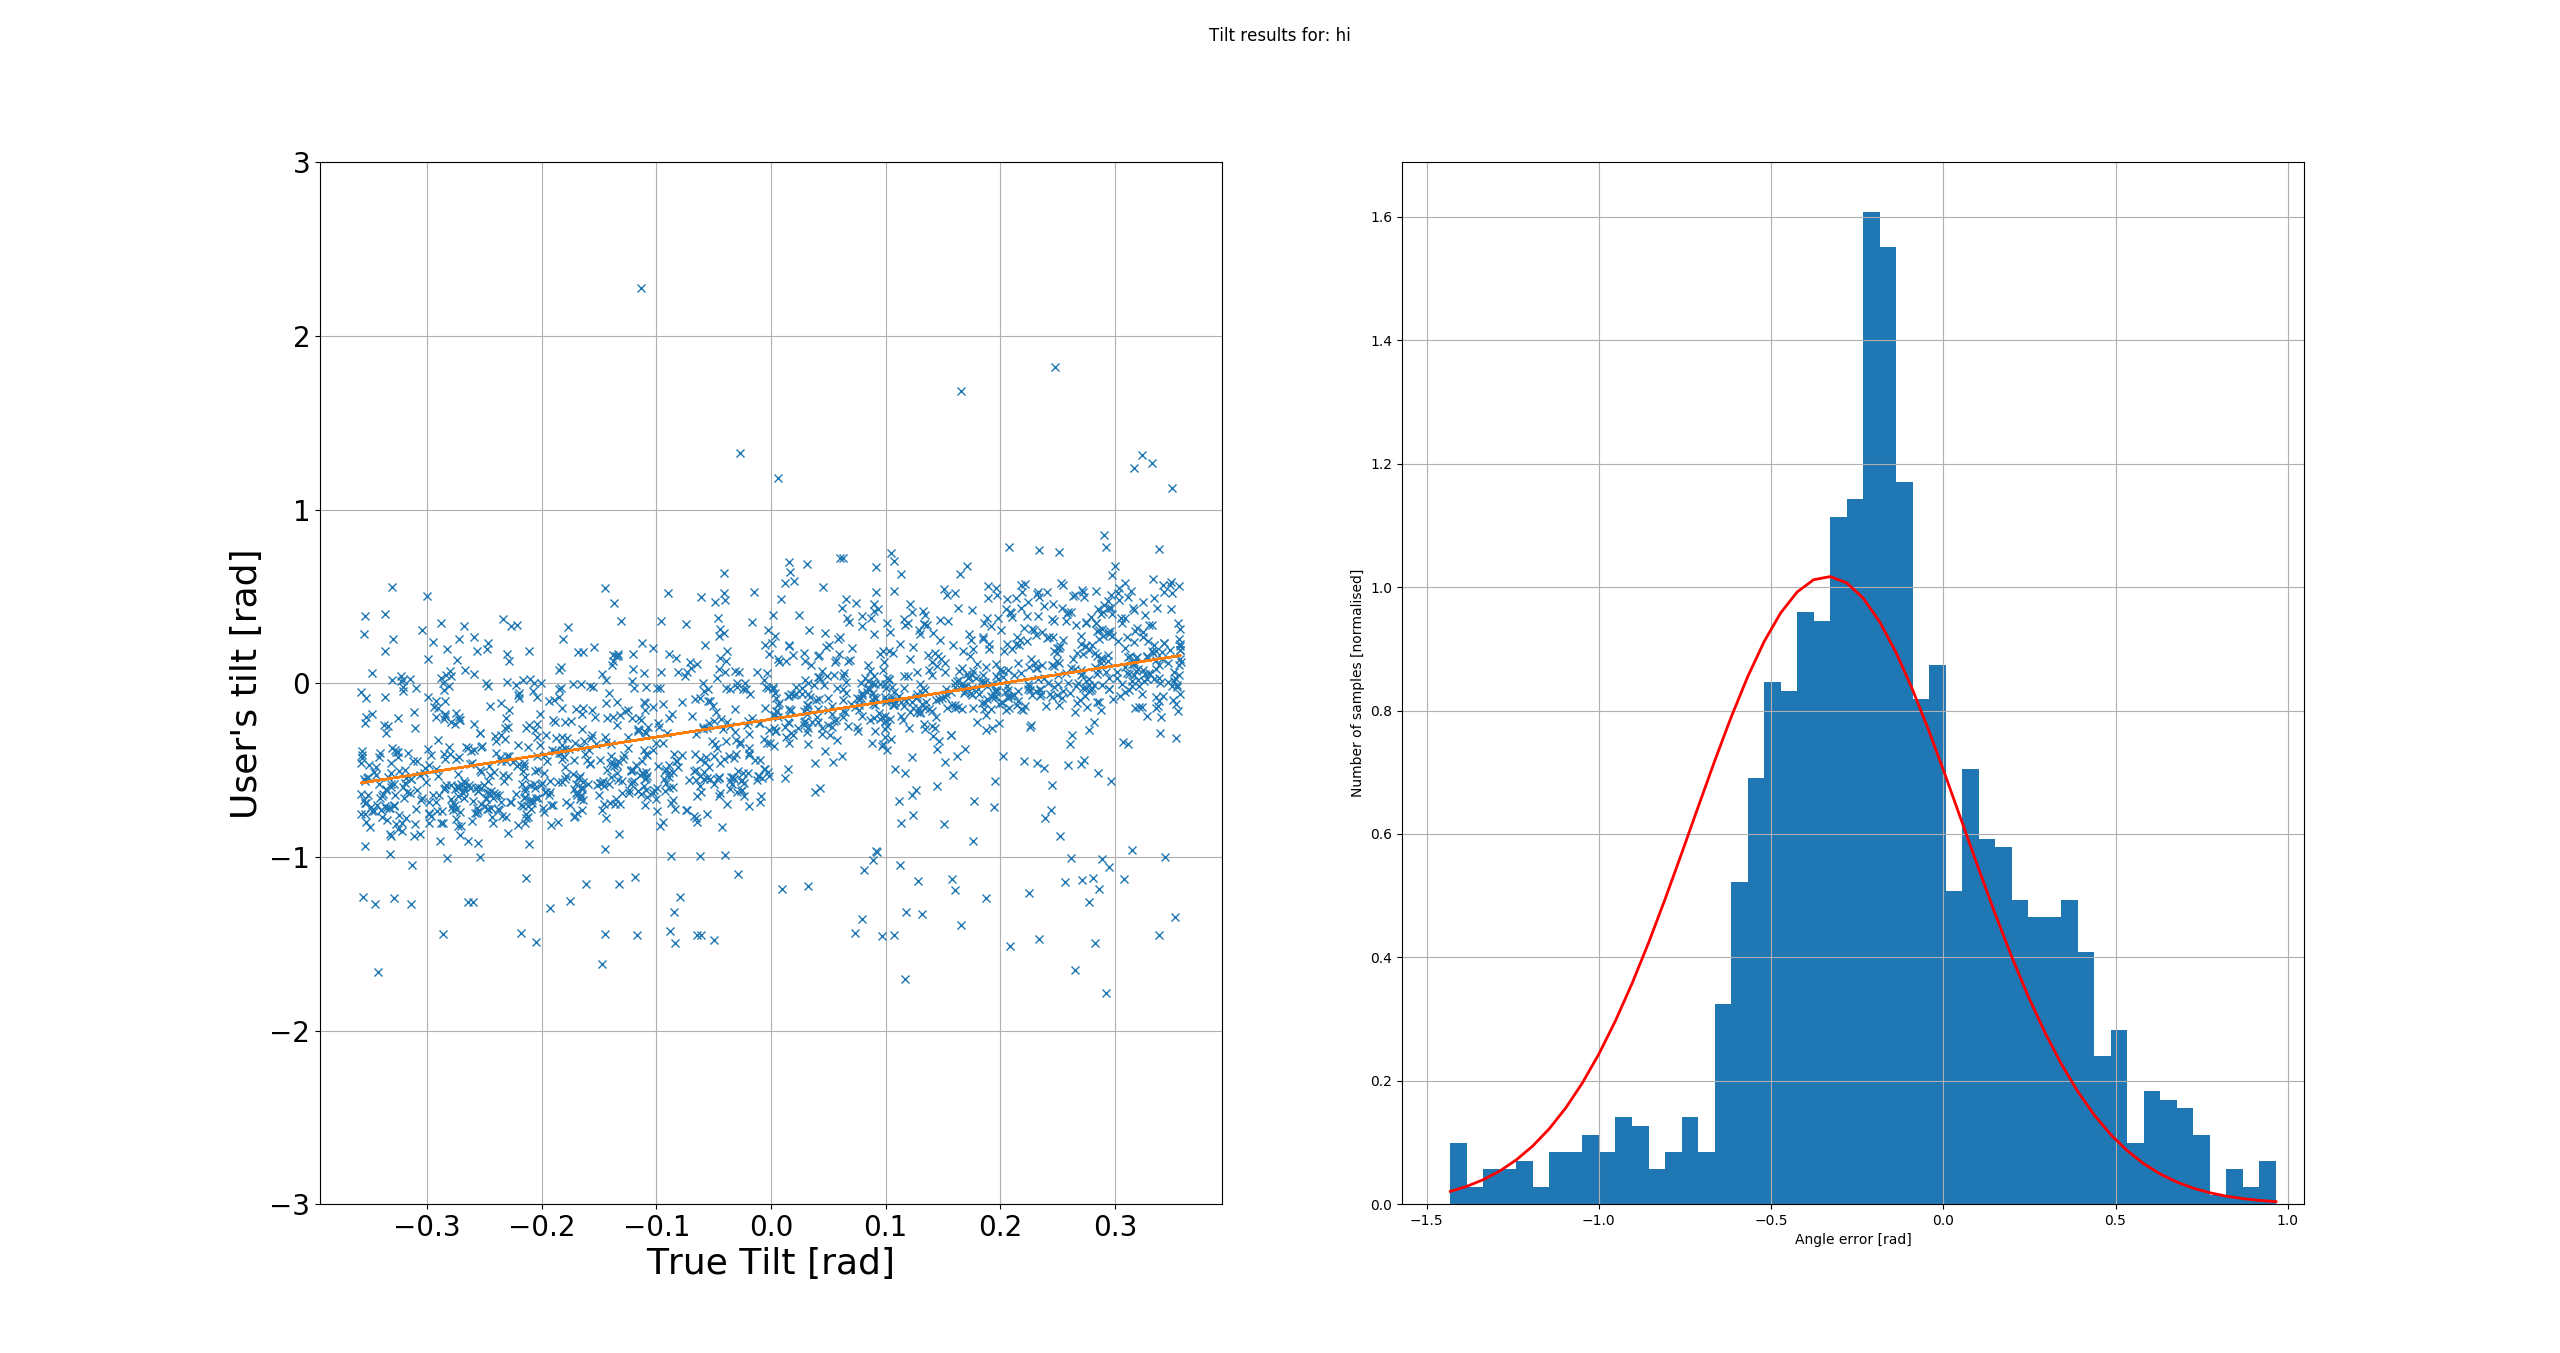 Tilt results for: hi
3
2
1
0
−1
−2
−3
User's tilt [rad]
−0.3 −0.2 −0.1 0.0 0.1 0.2 0.3
True Tilt [rad]
1.6
1.4
1.2
1.0
0.8
0.6
0.4
0.2
0.0
Number of samples [normalised]
−1.5 −1.0 −0.5 0.0 0.5 1.0
Angle error [rad]